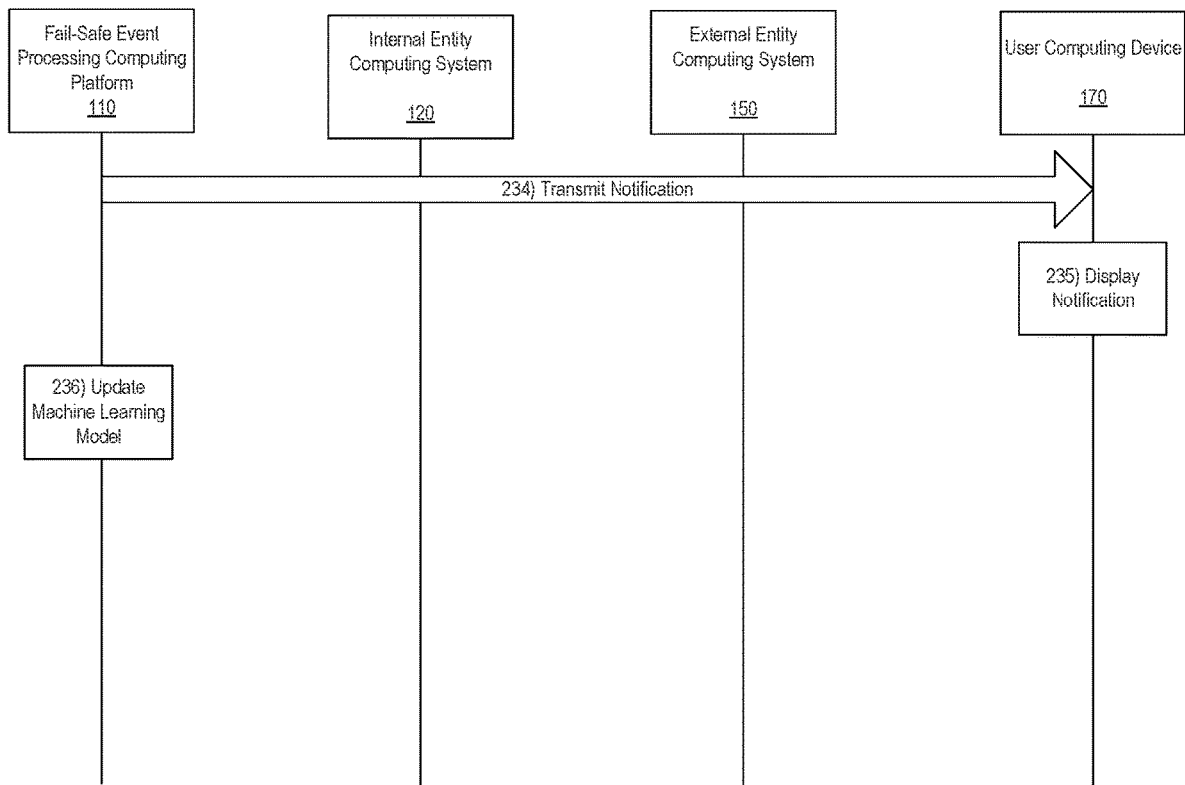 Fail-Safe Event
Processing Computing
Platform
110
Internal Entity
Computing System
120
External Entity
Computing System
150
User Computing Device
170
234) Transmit Notification
235) Display
Notification
236) Update
Machine Learning
Model